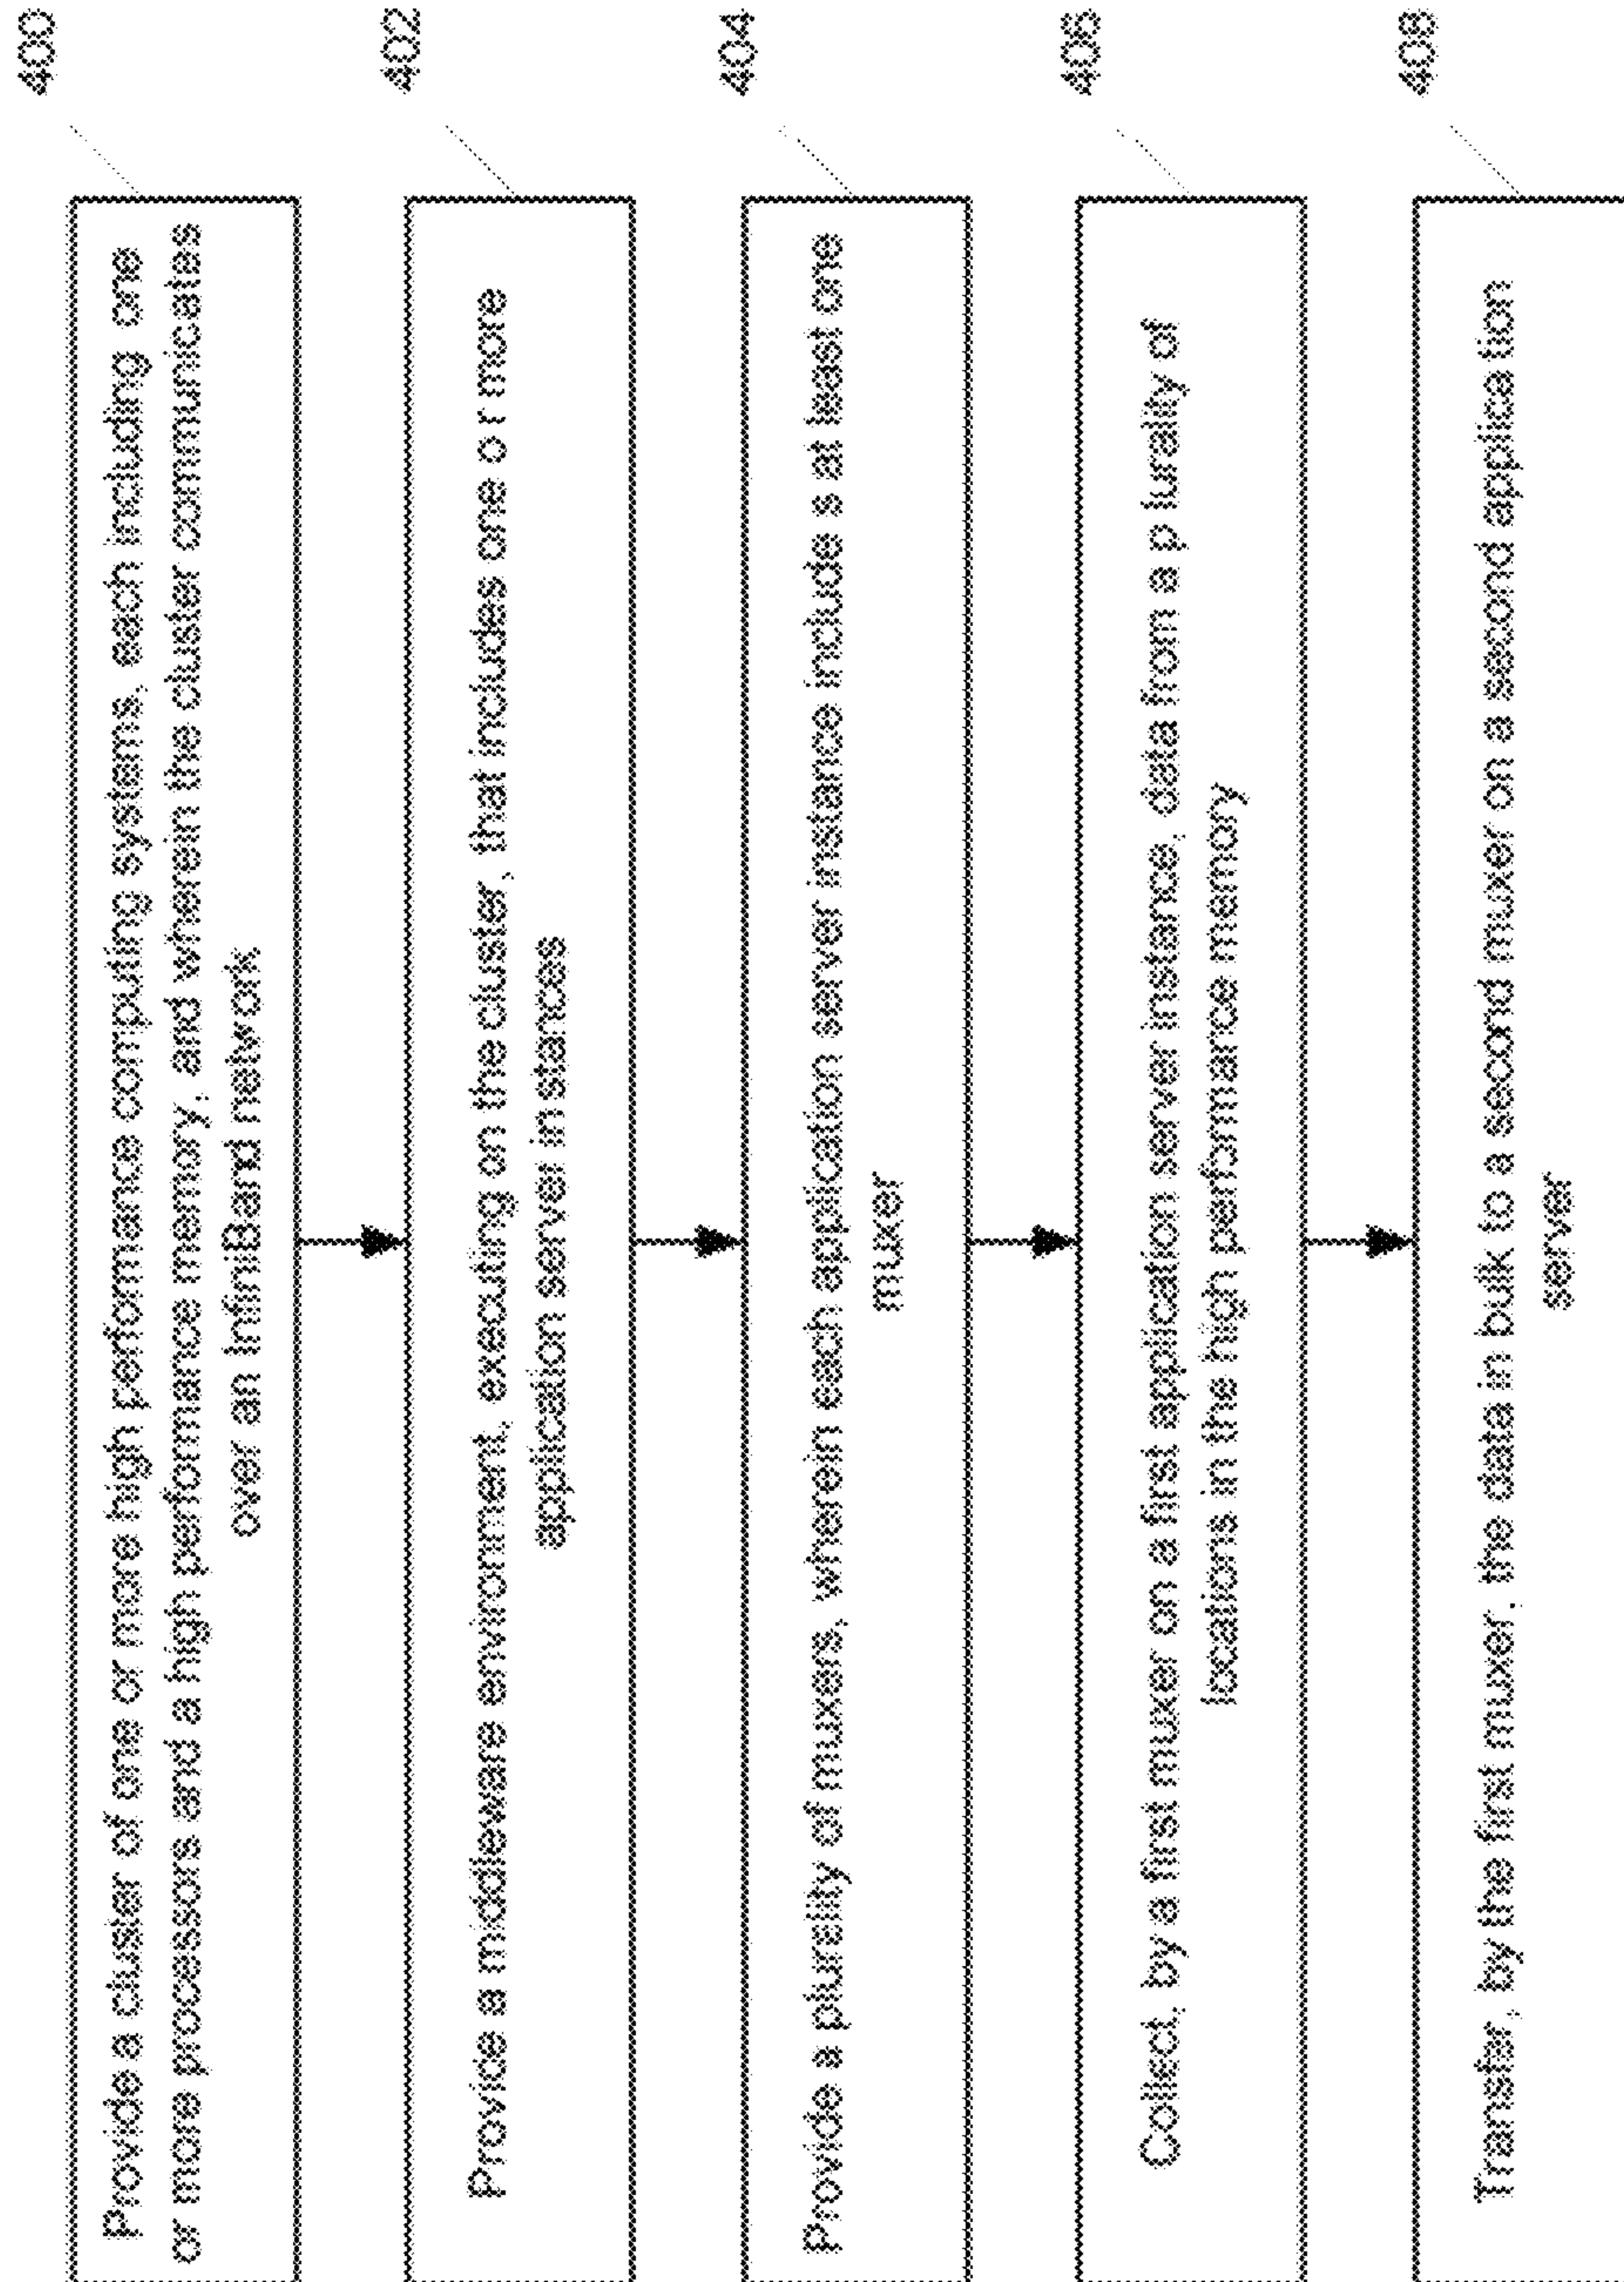 Provide a cluster of one or more high performance computing systems, each including one
or more processors and a high performance memory, and wherein the cluster communicates
over an InfiniBand network
400
Provide a middleware environment, executing on the cluster, that includes one o r more
application server instances
402
Provide a plurality of muxers, wherein each application server instance include s at least one
muxer
404
Collect, by a first muxer on a first application server instance, data from a p lurality of
locations in the high performance memory
406
Transfer, by the first muxer, the data in bulk to a second muxer on a second applica tion
server
408